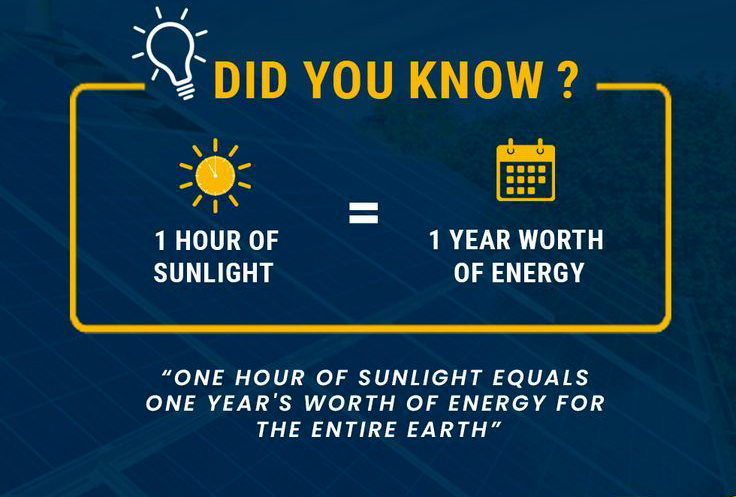 DID YOU KNOW ?
1 HOUR OF
SUNLIGHT
=
1 YEAR WORTH
OF ENERGY
“ONE HOUR OF SUNLIGHT EQUALS
ONE YEAR'S WORTH OF ENERGY FOR
THE ENTIRE EARTH”